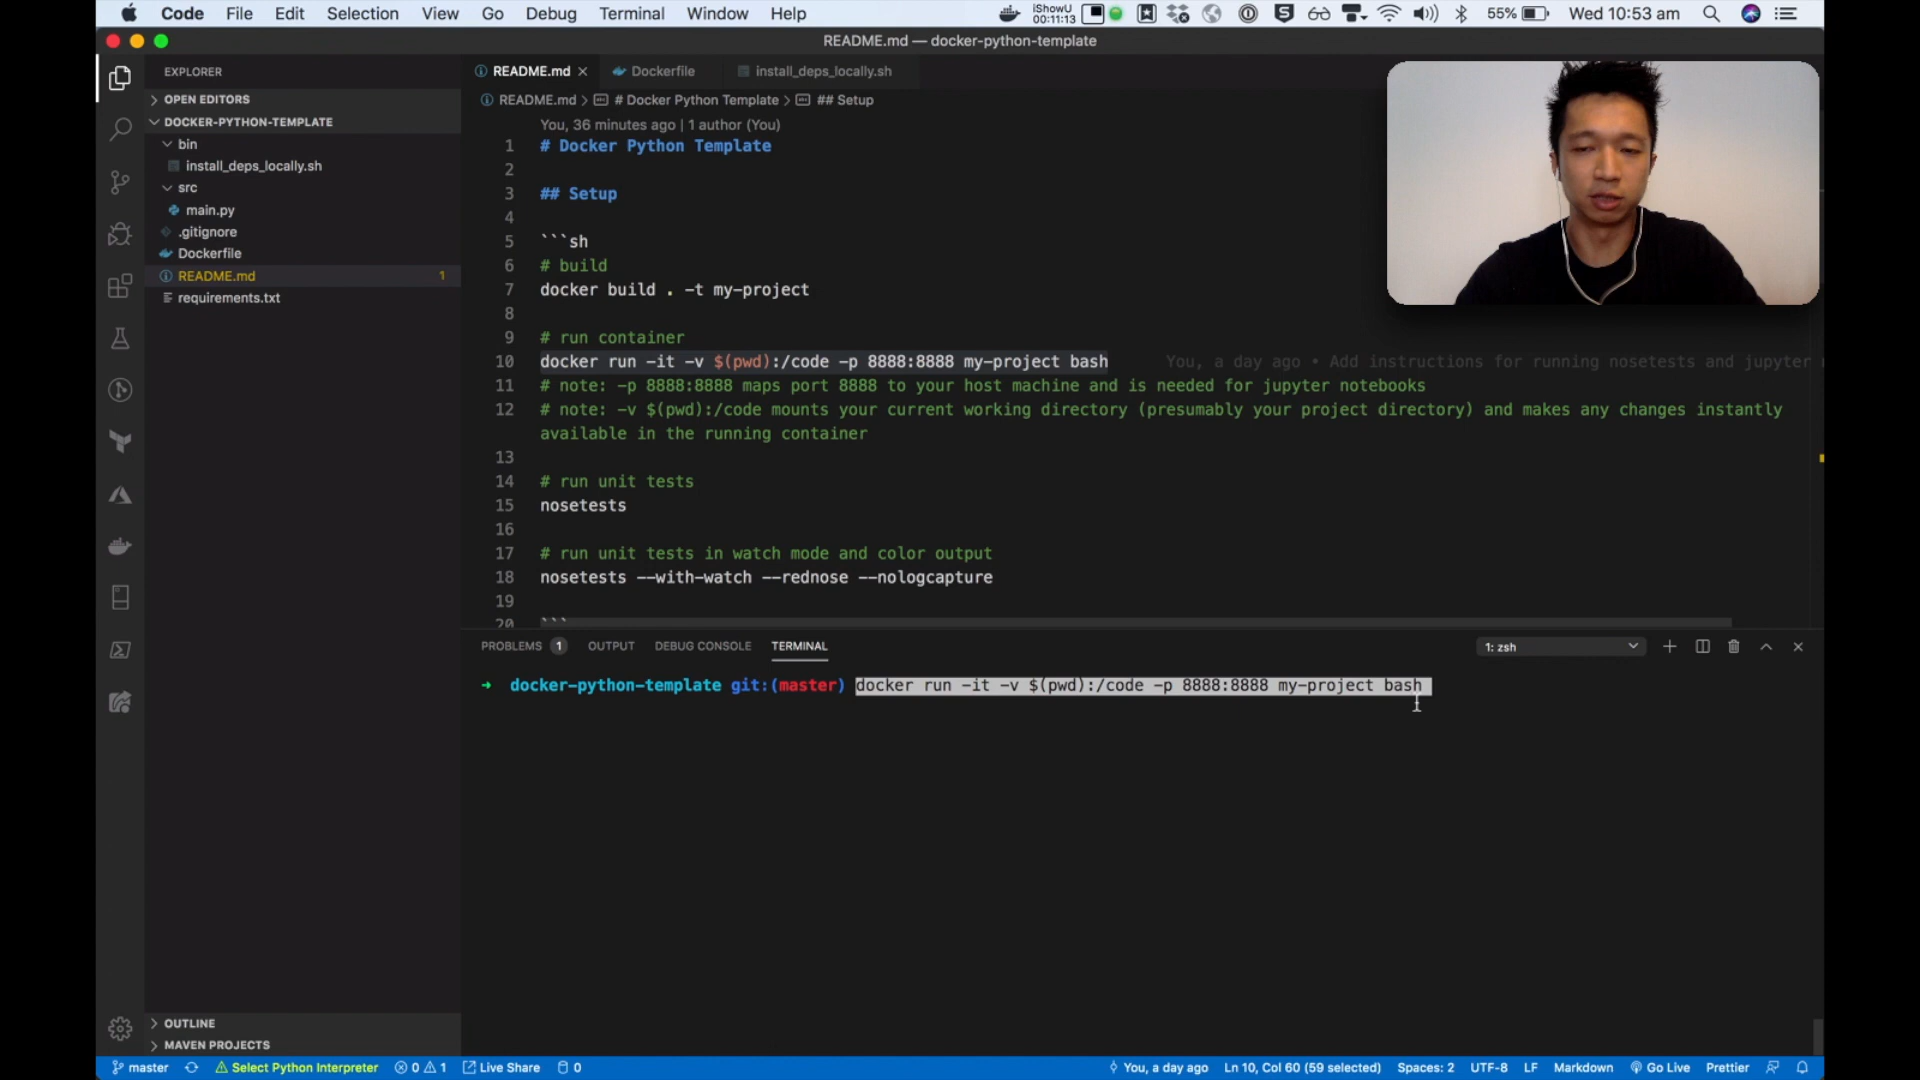 Code File Edit Selection View Go Debug Terminal Window Help iShowU 00:11:13 55% Wed 10:53 am
README.md — docker-python-template
EXPLORER
OPEN EDITORS
DOCKER-PYTHON-TEMPLATE
bin
install_deps_locally.sh
src
main.py
.gitignore
Dockerfile
README.md 1
requirements.txt
OUTLINE
MAVEN PROJECTS
README.md Dockerfile install_deps_locally.sh
README.md > # Docker Python Template > ## Setup
You, 36 minutes ago | 1 author (You)
1 # Docker Python Template
2
3 ## Setup
4
5 ```sh
6 # build
7 docker build . -t my-project
8
9 # run container
10 docker run -it -v $(pwd):/code -p 8888:8888 my-project bash You, a day ago • Add instructions for running nosetests and jupyter
11 # note: -p 8888:8888 maps port 8888 to your host machine and is needed for jupyter notebooks
12 # note: -v $(pwd):/code mounts your current working directory (presumably your project directory) and makes any changes instantly
available in the running container
13
14 # run unit tests
15 nosetests
16
17 # run unit tests in watch mode and color output
18 nosetests --with-watch --rednose --nologcapture
19
20 ```
PROBLEMS 1 OUTPUT DEBUG CONSOLE TERMINAL 1: zsh
➜ docker-python-template git:(master) docker run -it -v $(pwd):/code -p 8888:8888 my-project bash
master Select Python Interpreter 0 1 Live Share 0 You, a day ago Ln 10, Col 60 (59 selected) Spaces: 2 UTF-8 LF Markdown Go Live Prettier